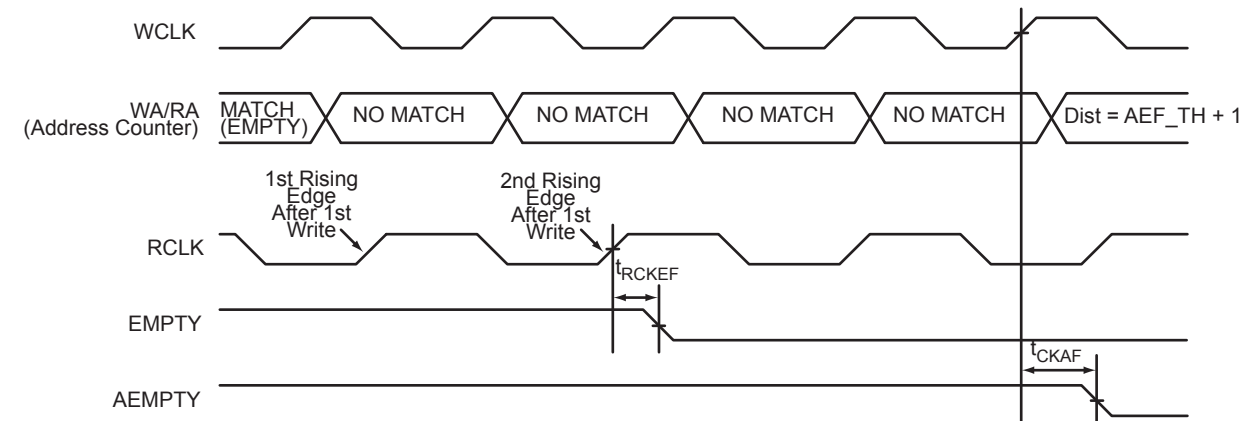 WCLK
WA/RA
(Address Counter)
MATCH
(EMPTY)
NO MATCH
NO MATCH
NO MATCH
NO MATCH
Dist = AEF_TH + 1
1st Rising
Edge
After 1st
Write
2nd Rising
Edge
After 1st
Write
RCLK
tRCKEF
EMPTY
tCKAF
AEMPTY